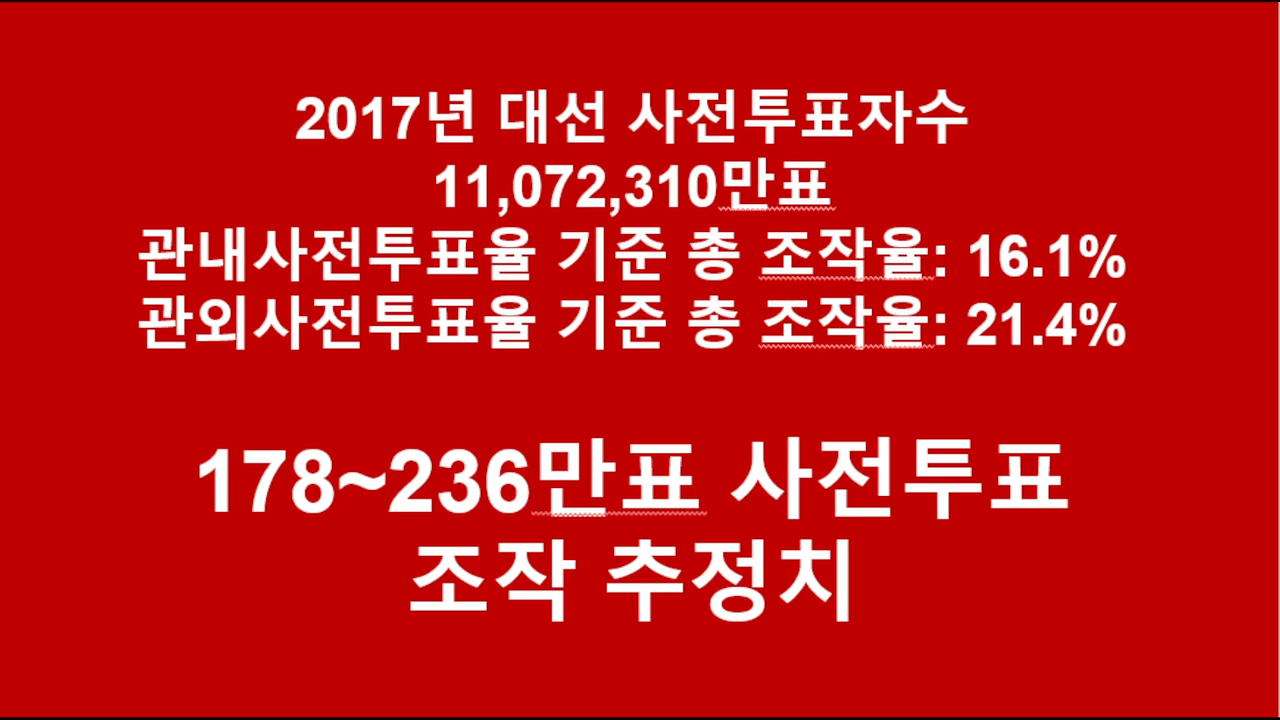 2017년 대선 사전투표자수
11,072,310만표
관내사전투표율 기준 총 조작율: 16.1%
관외사전투표율 기준 총 조작율: 21.4%
178~236만표 사전투표
조작 추정치